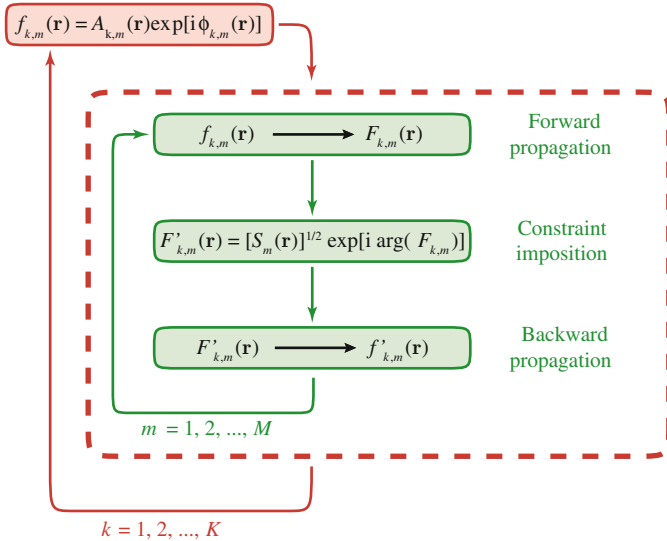 f_{k,m}(𝐫) = A_{k,m}(𝐫)exp[i ϕ_{k,m}(𝐫)]
f_{k,m}(𝐫) ⟶ F_{k,m}(𝐫)
Forward
propagation
F'_{k,m}(𝐫) = [S_m(𝐫)]^{1/2} exp[i arg( F_{k,m})]
Constraint
imposition
F'_{k,m}(𝐫) ⟶ f'_{k,m}(𝐫)
Backward
propagation
m = 1, 2, ..., M
k = 1, 2, ..., K